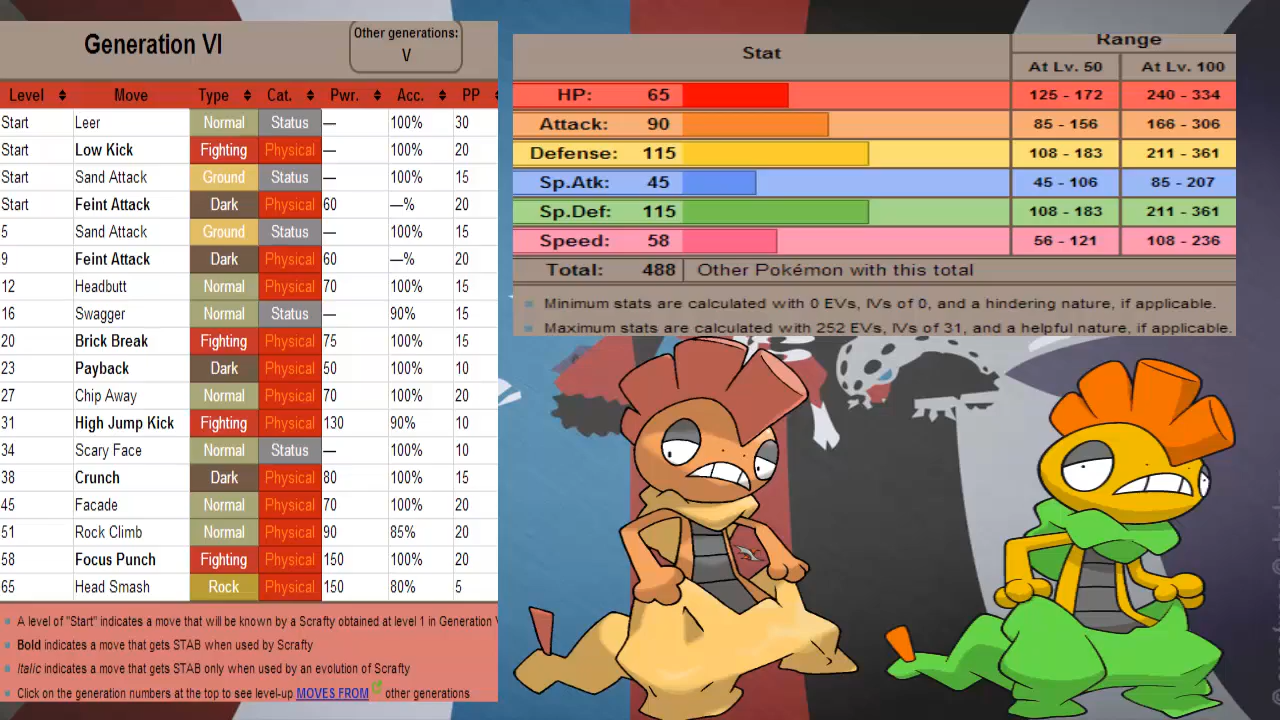 Generation VI
Other generations:
V
Level Move Type Cat. Pwr. Acc. PP
Start Leer Normal Status — 100% 30
Start Low Kick Fighting Physical — 100% 20
Start Sand Attack Ground Status — 100% 15
Start Feint Attack Dark Physical 60 —% 20
5 Sand Attack Ground Status — 100% 15
9 Feint Attack Dark Physical 60 —% 20
12 Headbutt Normal Physical 70 100% 15
16 Swagger Normal Status — 90% 15
20 Brick Break Fighting Physical 75 100% 15
23 Payback Dark Physical 50 100% 10
27 Chip Away Normal Physical 70 100% 20
31 High Jump Kick Fighting Physical 130 90% 10
34 Scary Face Normal Status — 100% 10
38 Crunch Dark Physical 80 100% 15
45 Facade Normal Physical 70 100% 20
51 Rock Climb Normal Physical 90 85% 20
58 Focus Punch Fighting Physical 150 100% 20
65 Head Smash Rock Physical 150 80% 5
A level of "Start" indicates a move that will be known by a Scrafty obtained at level 1 in Generation V
Bold indicates a move that gets STAB when used by Scrafty
Italic indicates a move that gets STAB only when used by an evolution of Scrafty
Click on the generation numbers at the top to see level-up MOVES FROM other generations
Stat Range
At Lv. 50 At Lv. 100
HP: 65 125 - 172 240 - 334
Attack: 90 85 - 156 166 - 306
Defense: 115 108 - 183 211 - 361
Sp.Atk: 45 45 - 106 85 - 207
Sp.Def: 115 108 - 183 211 - 361
Speed: 58 56 - 121 108 - 236
Total: 488 Other Pokémon with this total
Minimum stats are calculated with 0 EVs, IVs of 0, and a hindering nature, if applicable.
Maximum stats are calculated with 252 EVs, IVs of 31, and a helpful nature, if applicable.